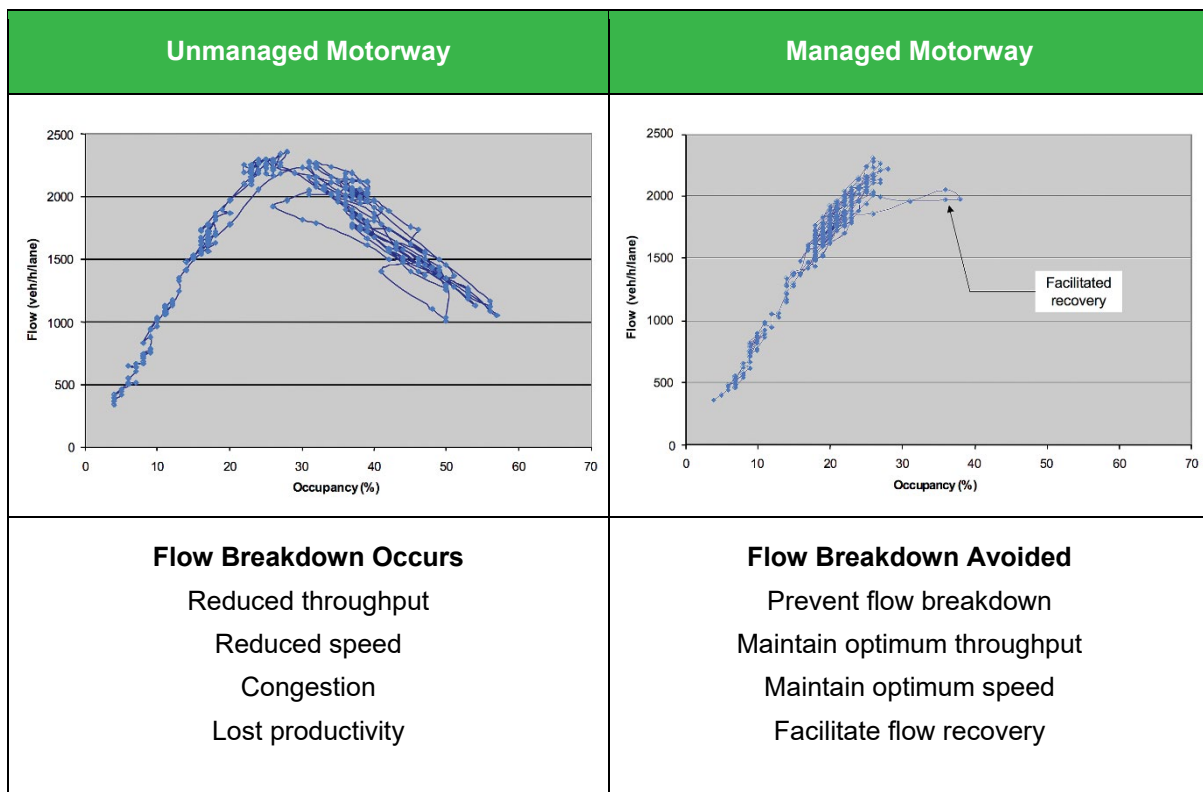 Unmanaged Motorway
Managed Motorway
2500
2000
1500
1000
500
0
Flow (veh/h/lane)
0 10 20 30 40 50 60 70
Occupancy (%)
2500
2000
1500
1000
500
0
Flow (veh/h/lane)
Facilitated
recovery
0 10 20 30 40 50 60 70
Occupancy (%)
Flow Breakdown Occurs
Reduced throughput
Reduced speed
Congestion
Lost productivity
Flow Breakdown Avoided
Prevent flow breakdown
Maintain optimum throughput
Maintain optimum speed
Facilitate flow recovery